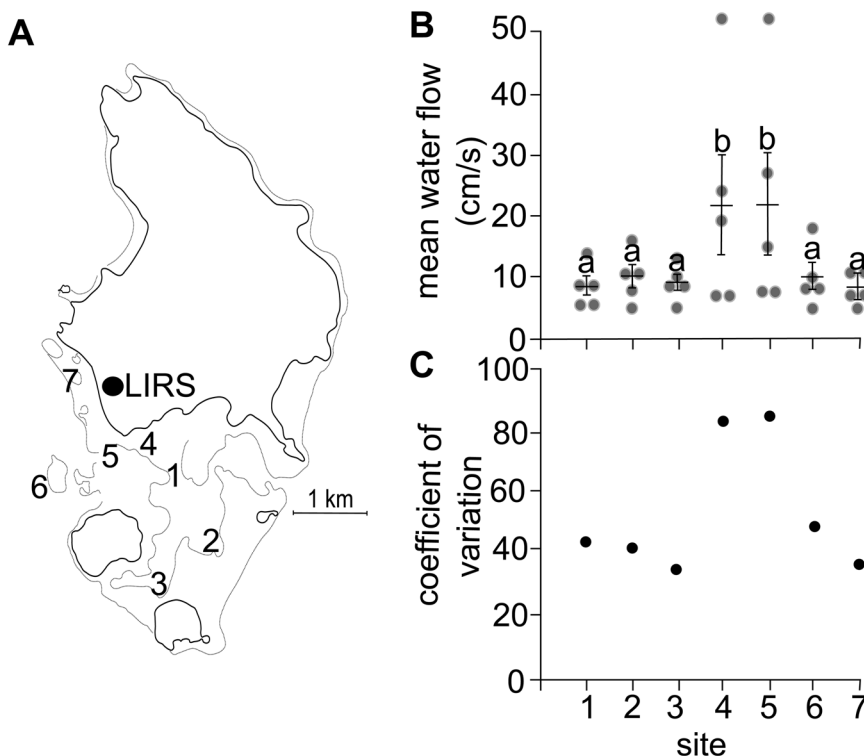 A
LIRS
7
4
5
1
6
1 km
2
3
B
mean water flow
(cm/s)
50
40
30
20
10
0
a
a
a
b
b
a
a
C
coefficient of
variation
100
80
60
40
20
0
1 2 3 4 5 6 7
site